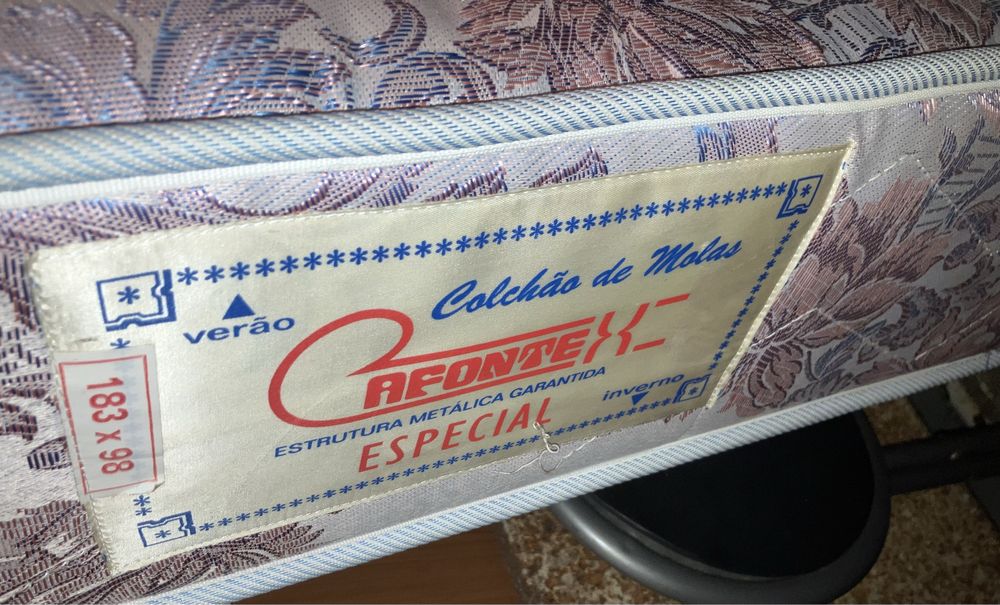 Colchão de Molas
verão
CAFONTEX
ESTRUTURA METÁLICA GARANTIDA
inverno
ESPECIAL
183 x 98